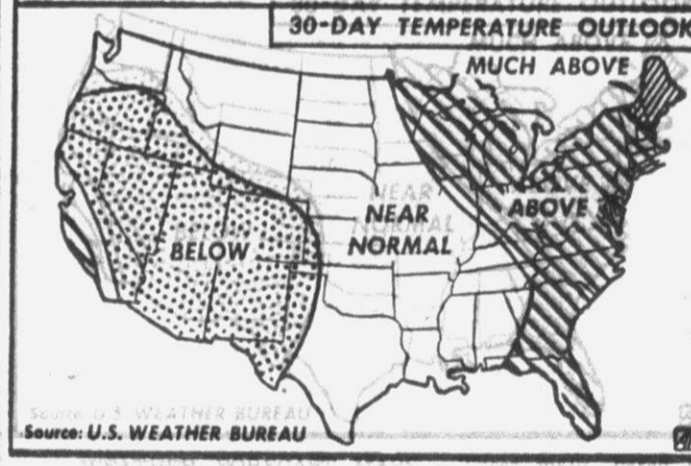 30-DAY TEMPERATURE OUTLOOK
MUCH ABOVE
NEAR
NORMAL
ABOVE
BELOW
Source: U.S. WEATHER BUREAU